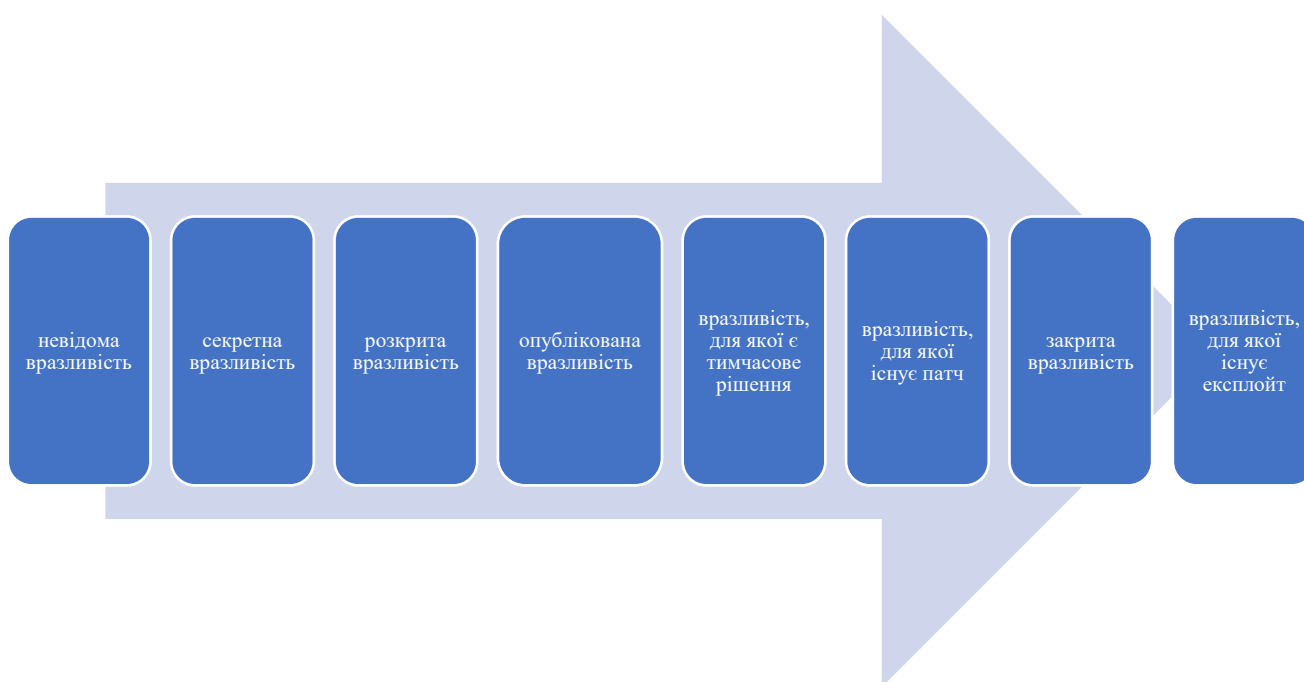 невідома
вразливість
секретна
вразливість
розкрита
вразливість
опублікована
вразливість
вразливість,
для якої є
тимчасове
рішення
вразливість,
для якої
існує патч
закрита
вразливість
вразливість,
для якої
існує
експлойт